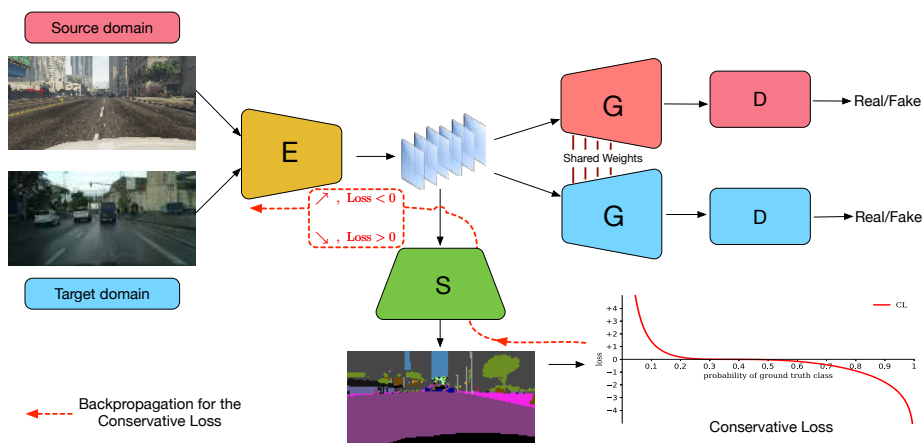 Source domain
Target domain
E
↗ , Loss < 0
↘ , Loss > 0
S
G
Shared Weights
G
D
Real/Fake
D
Real/Fake
Backpropagation for the
Conservative Loss
CL
+4
+3
+2
+1
0
−1
−2
−3
−4
loss
0.1 0.2 0.3 0.4 0.5 0.6 0.7 0.8 0.9 1
probability of ground truth class
Conservative Loss